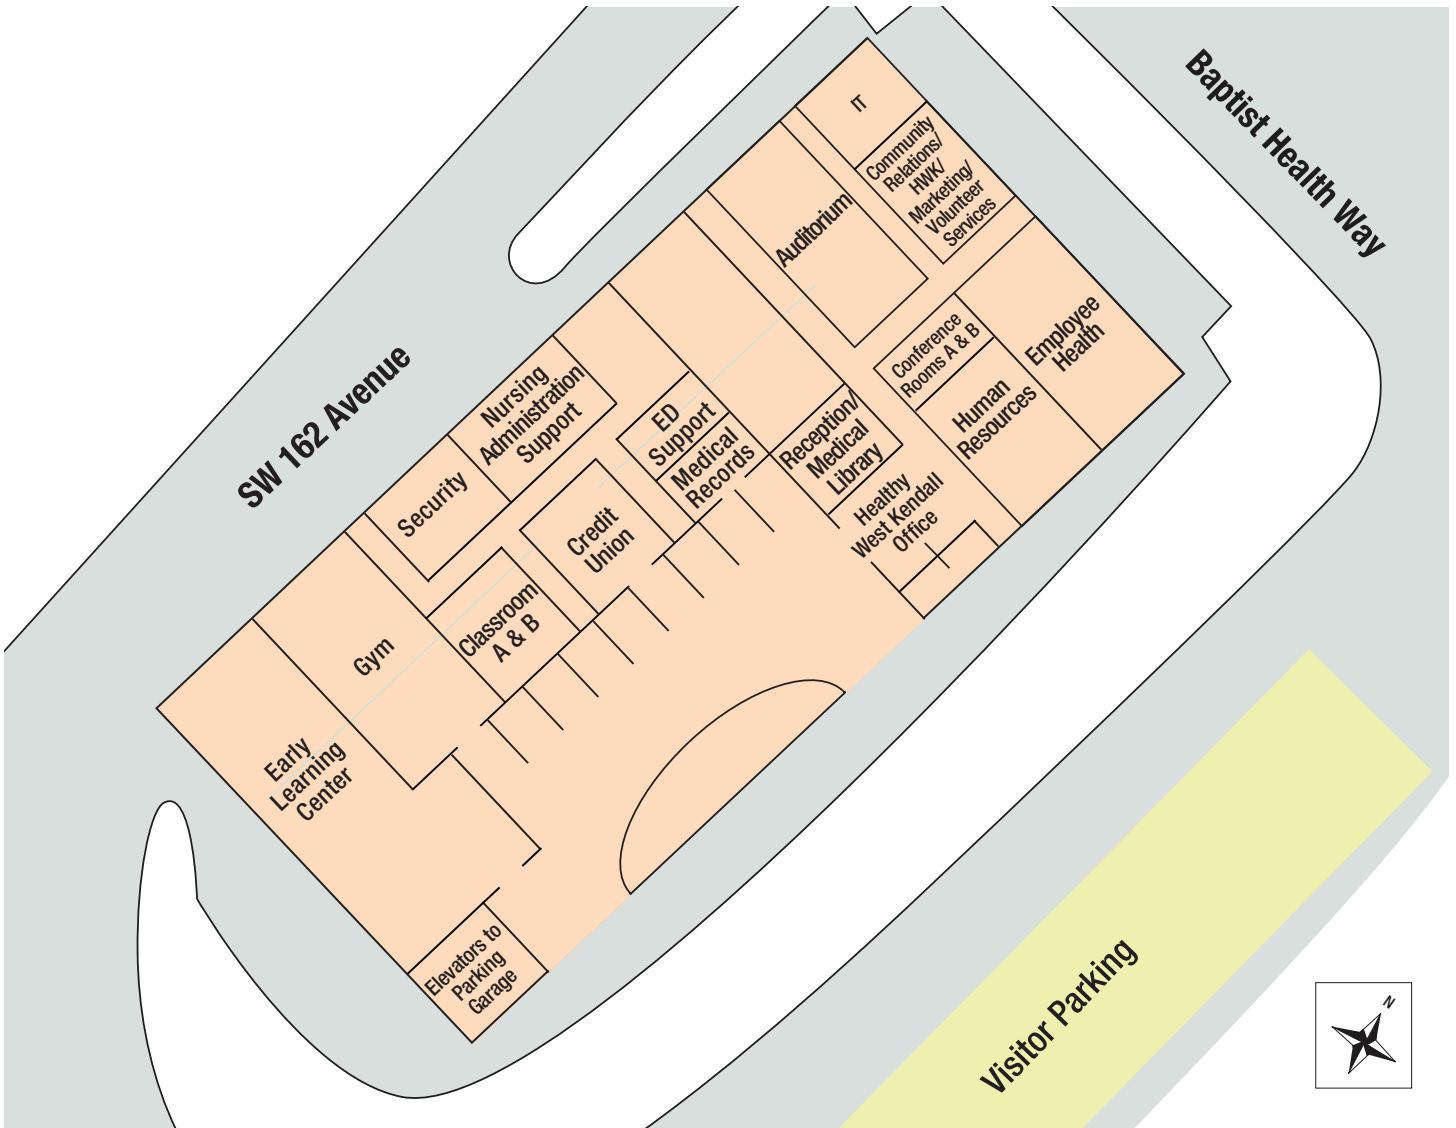 Baptist Health Way
SW 162 Avenue
IT
Community
Relations/
HWK/
Marketing/
Volunteer
Services
Auditorium
Employee
Health
Conference
Rooms A & B
Human
Resources
Nursing
Administration
Support
ED
Support
Medical
Records
Reception/
Medical
Library
Healthy
West Kendall
Office
Security
Credit
Union
Classroom
A & B
Gym
Early
Learning
Center
Elevators to
Parking
Garage
Visitor Parking
N